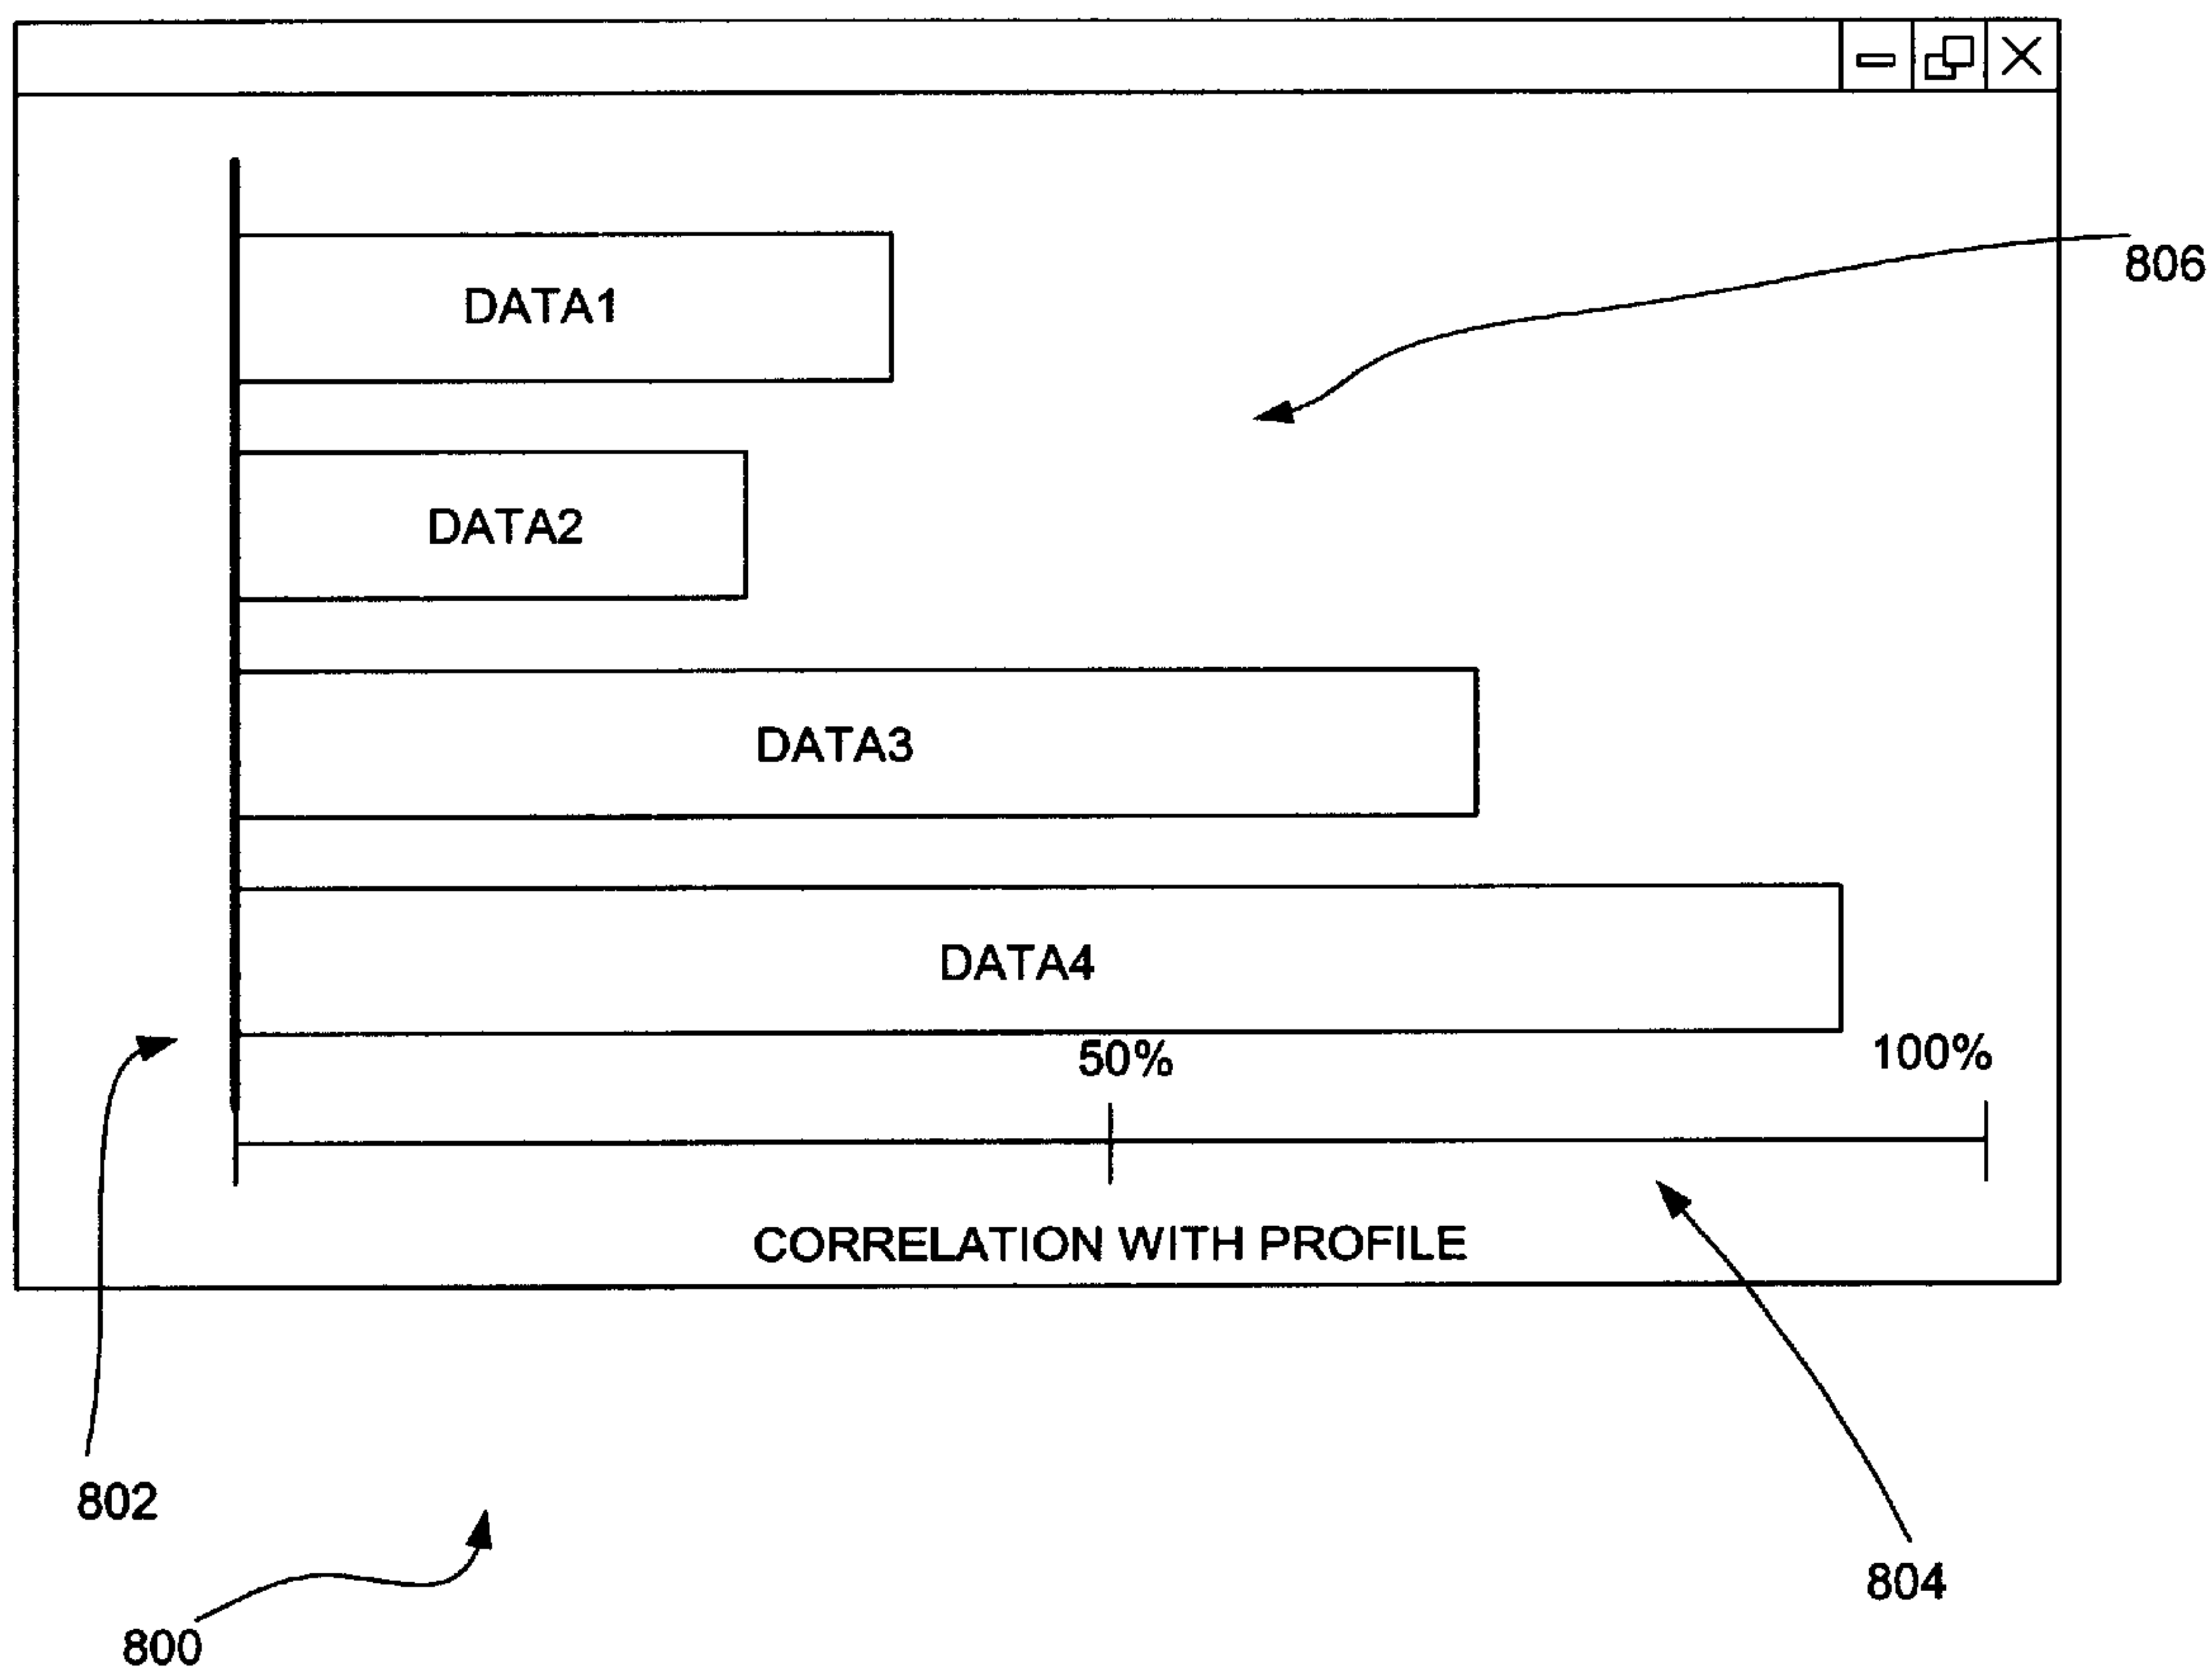 806
DATA1
DATA2
DATA3
DATA4
50%
100%
CORRELATION WITH PROFILE
802
804
800